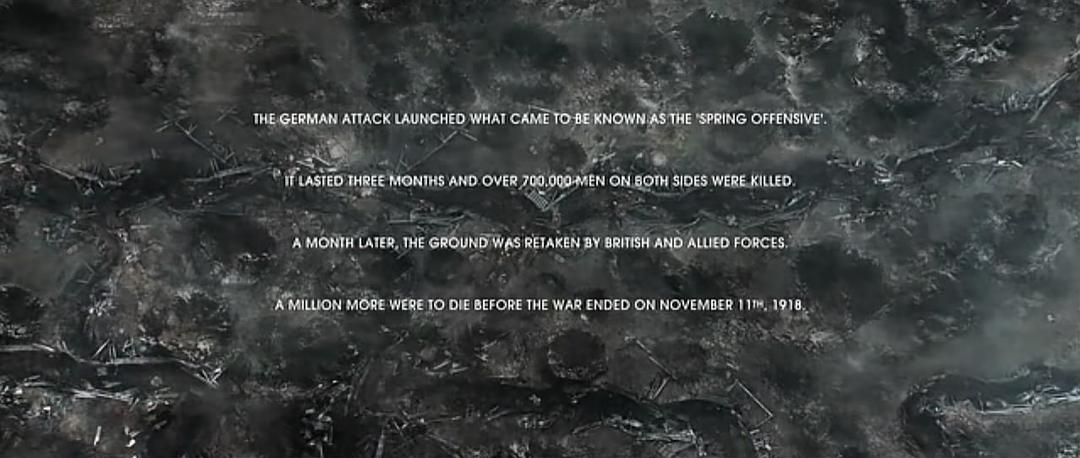 THE GERMAN ATTACK LAUNCHED WHAT CAME TO BE KNOWN AS THE 'SPRING OFFENSIVE'.
IT LASTED THREE MONTHS AND OVER 700,000 MEN ON BOTH SIDES WERE KILLED.
A MONTH LATER, THE GROUND WAS RETAKEN BY BRITISH AND ALLIED FORCES.
A MILLION MORE WERE TO DIE BEFORE THE WAR ENDED ON NOVEMBER 11TH, 1918.